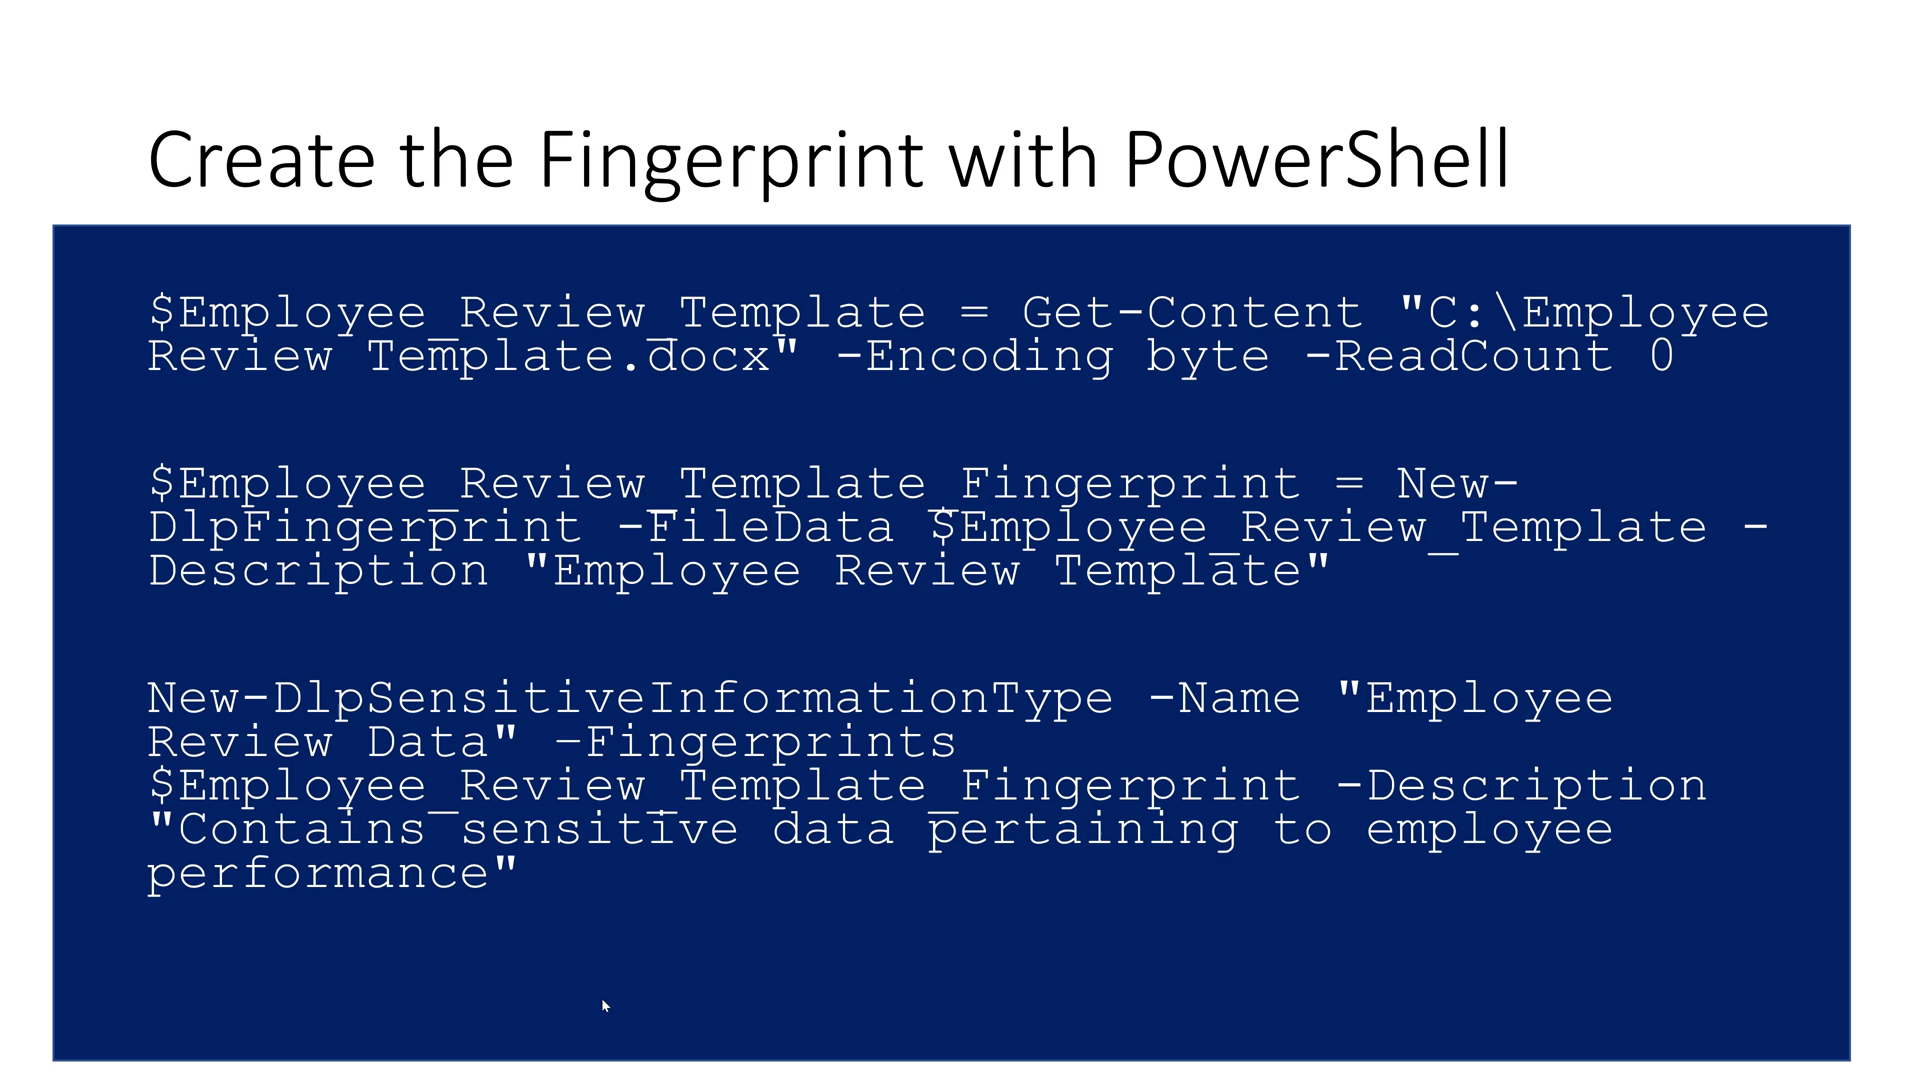 Create the Fingerprint with PowerShell
$Employee_Review_Template = Get-Content "C:\Employee
Review Template.docx" -Encoding byte -ReadCount 0
$Employee_Review_Template_Fingerprint = New-
DlpFingerprint -FileData $Employee_Review_Template -
Description "Employee Review Template"
New-DlpSensitiveInformationType -Name "Employee
Review Data" –Fingerprints
$Employee_Review_Template_Fingerprint -Description
"Contains sensitive data pertaining to employee
performance"